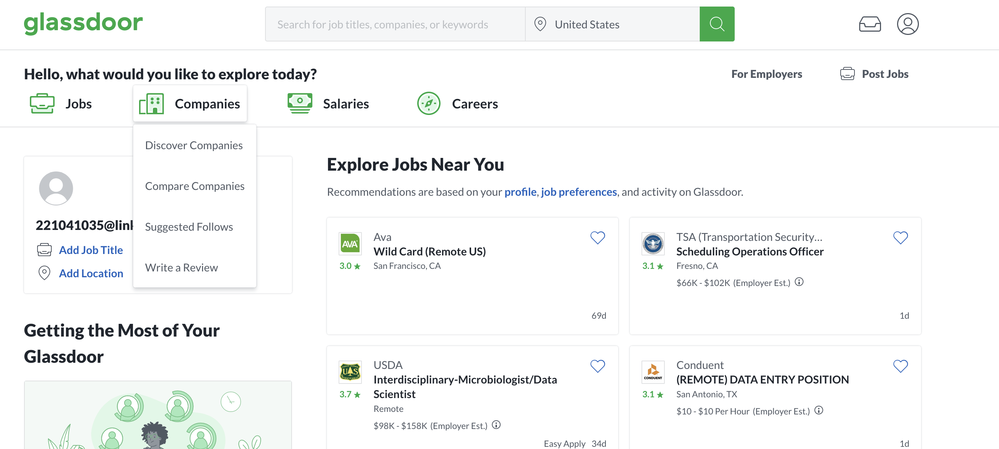 glassdoor
Search for job titles, companies, or keywords
United States
Hello, what would you like to explore today?
For Employers
Post Jobs
Jobs
Companies
Salaries
Careers
Discover Companies
Compare Companies
Suggested Follows
Write a Review
221041035@lin
Add Job Title
Add Location
Getting the Most of Your
Glassdoor
Explore Jobs Near You
Recommendations are based on your profile, job preferences, and activity on Glassdoor.
AVA
3.0 ★
Ava
Wild Card (Remote US)
San Francisco, CA
69d
3.1 ★
TSA (Transportation Security...
Scheduling Operations Officer
Fresno, CA
$66K - $102K (Employer Est.)
1d
FOREST SERVICE
U S
DEPARTMENT OF AGRICULTURE
3.7 ★
USDA
Interdisciplinary-Microbiologist/Data
Scientist
Remote
$98K - $158K (Employer Est.)
Easy Apply 34d
CONDUENT
3.1 ★
Conduent
(REMOTE) DATA ENTRY POSITION
San Antonio, TX
$10 - $10 Per Hour (Employer Est.)
1d